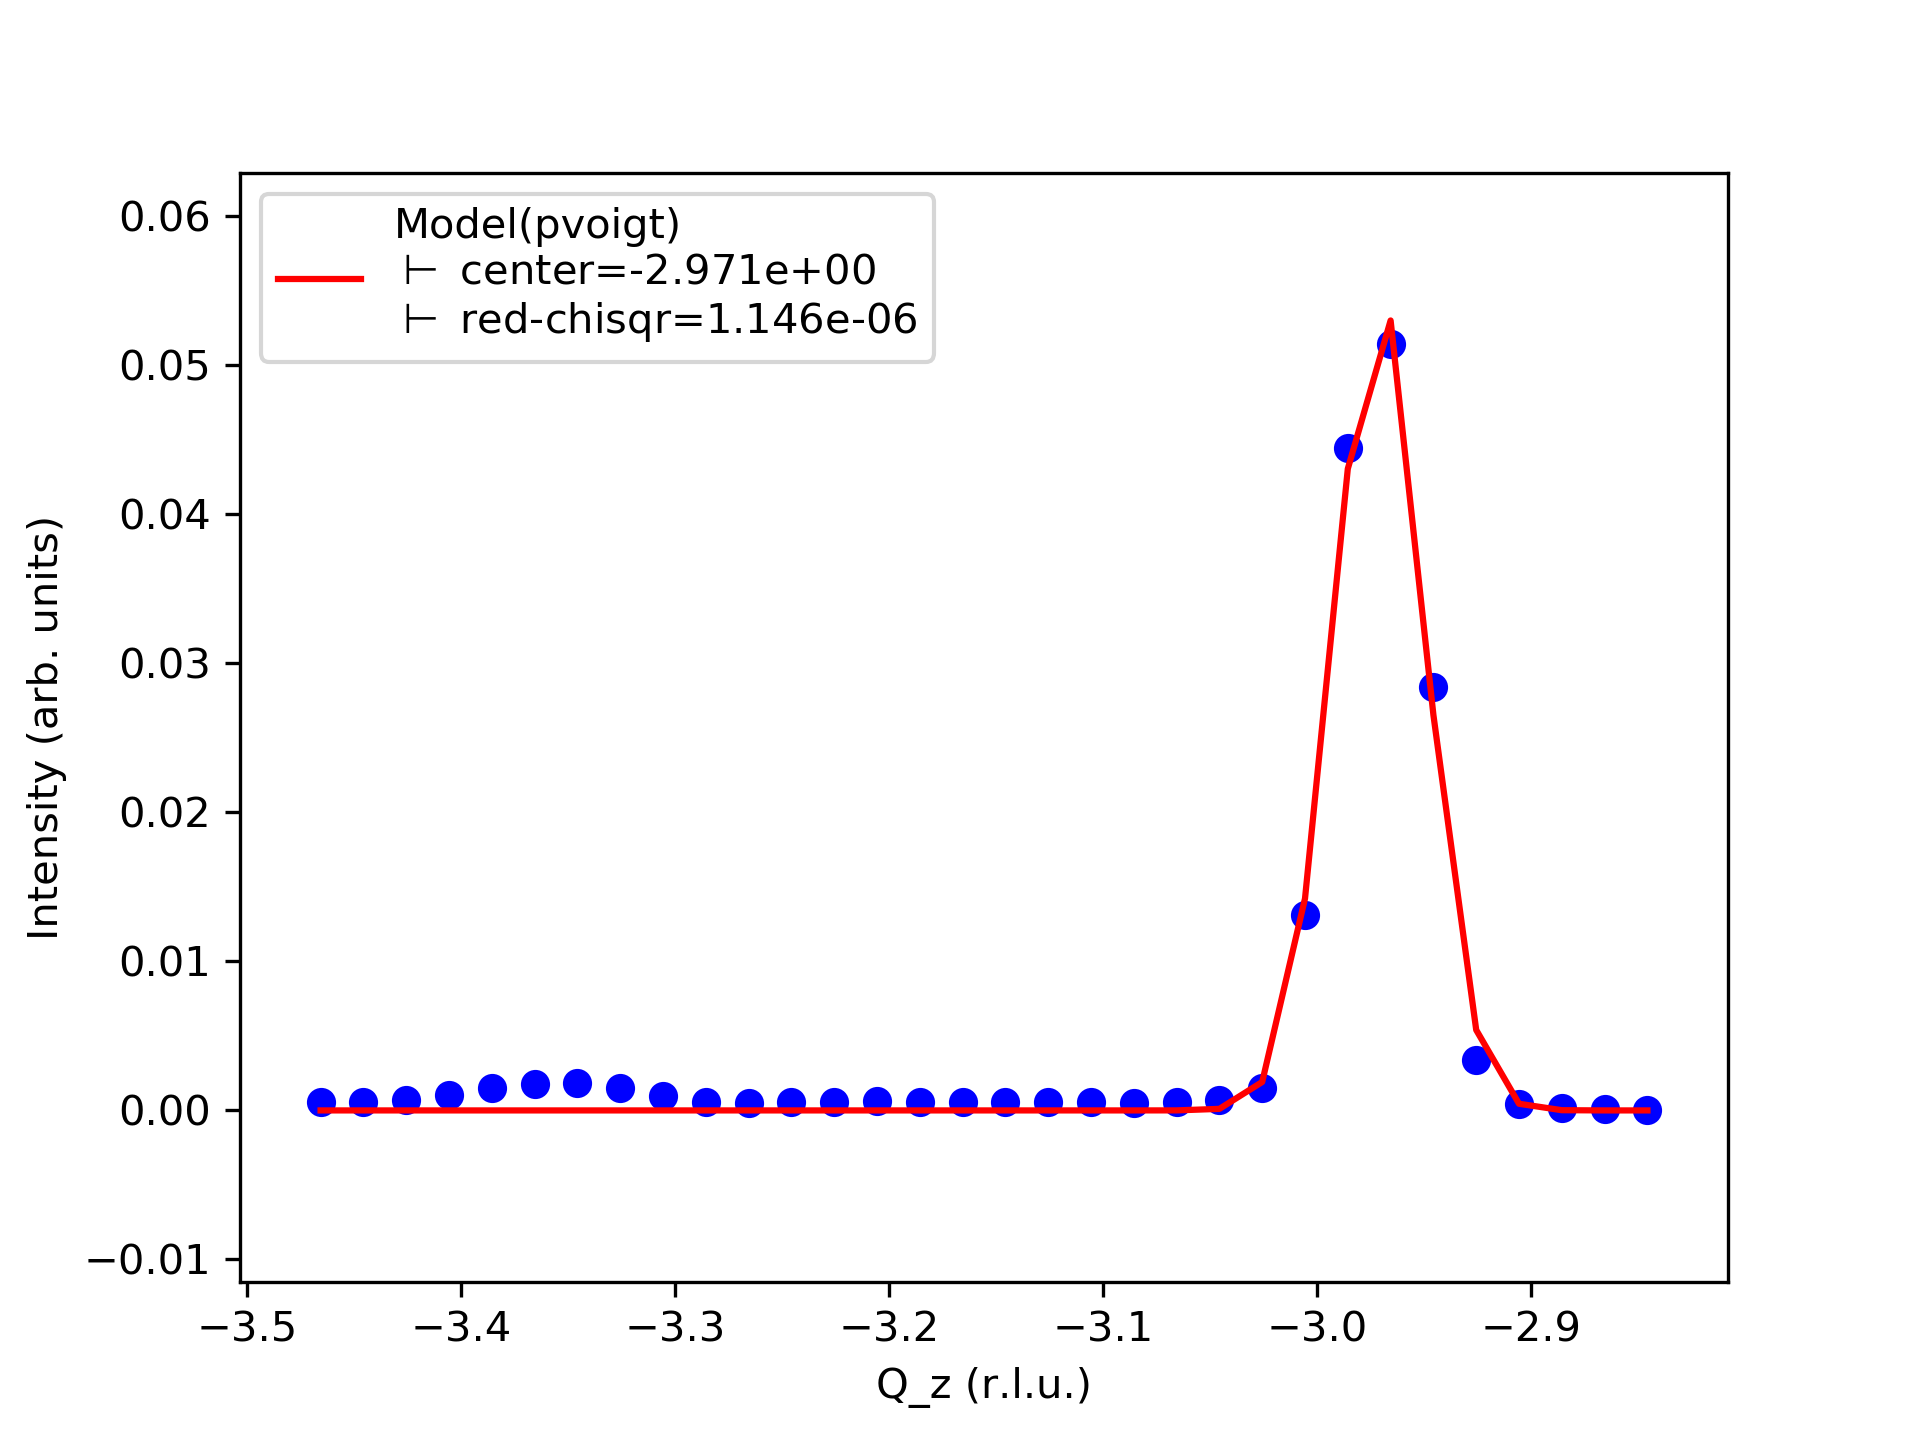 Model(pvoigt)
⊢ center=-2.971e+00
⊢ red-chisqr=1.146e-06
0.06
0.05
0.04
0.03
0.02
0.01
0.00
−0.01
Intensity (arb. units)
−3.5 −3.4 −3.3 −3.2 −3.1 −3.0 −2.9
Q_z (r.l.u.)